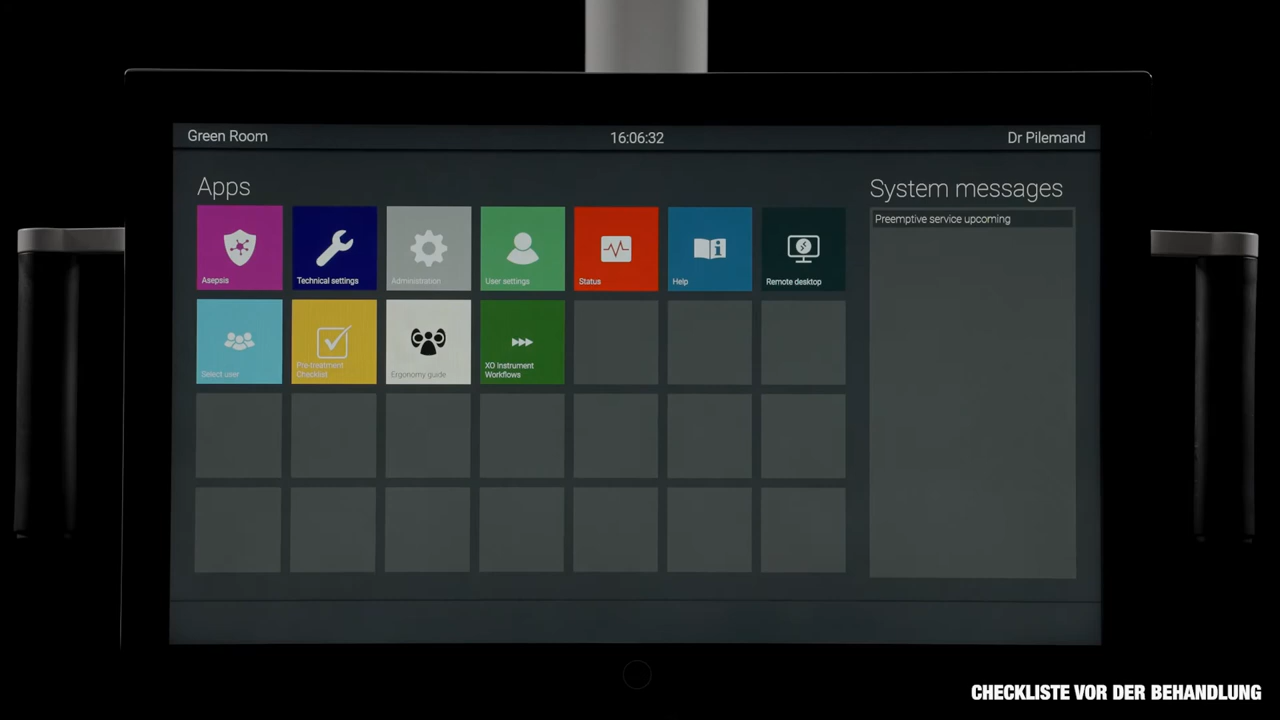 Green Room
16:06:32
Dr Pilemand
Apps
System messages
Preemptive service upcoming
Asepsis
Technical settings
Administration
User settings
Status
Help
Remote desktop
Select user
Pre-treatment
Checklist
Ergonomy guide
XO Instrument
Workflows
CHECKLISTE VOR DER BEHANDLUNG